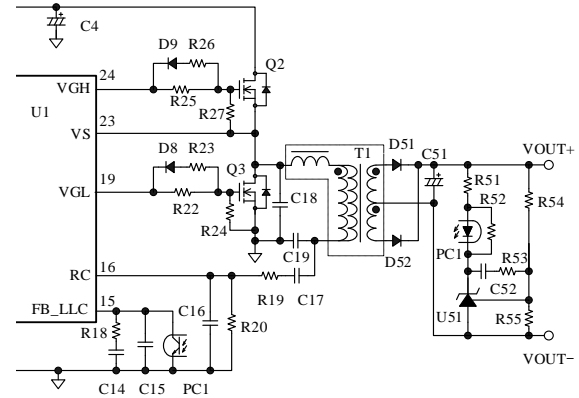 C4
D9 R26
24
Q2
VGH
R25
U1
R27
23
VS
D51
T1
C51
VOUT+
D8 R23
Q3
19
VGL
R22
C18
R51
R52
R54
R24
PC1
C19
R53
16
RC
R19 C17
C52
15
FB_LLC
C16
U51
R18
R20
R55
D52
C14 C15 PC1
VOUT−